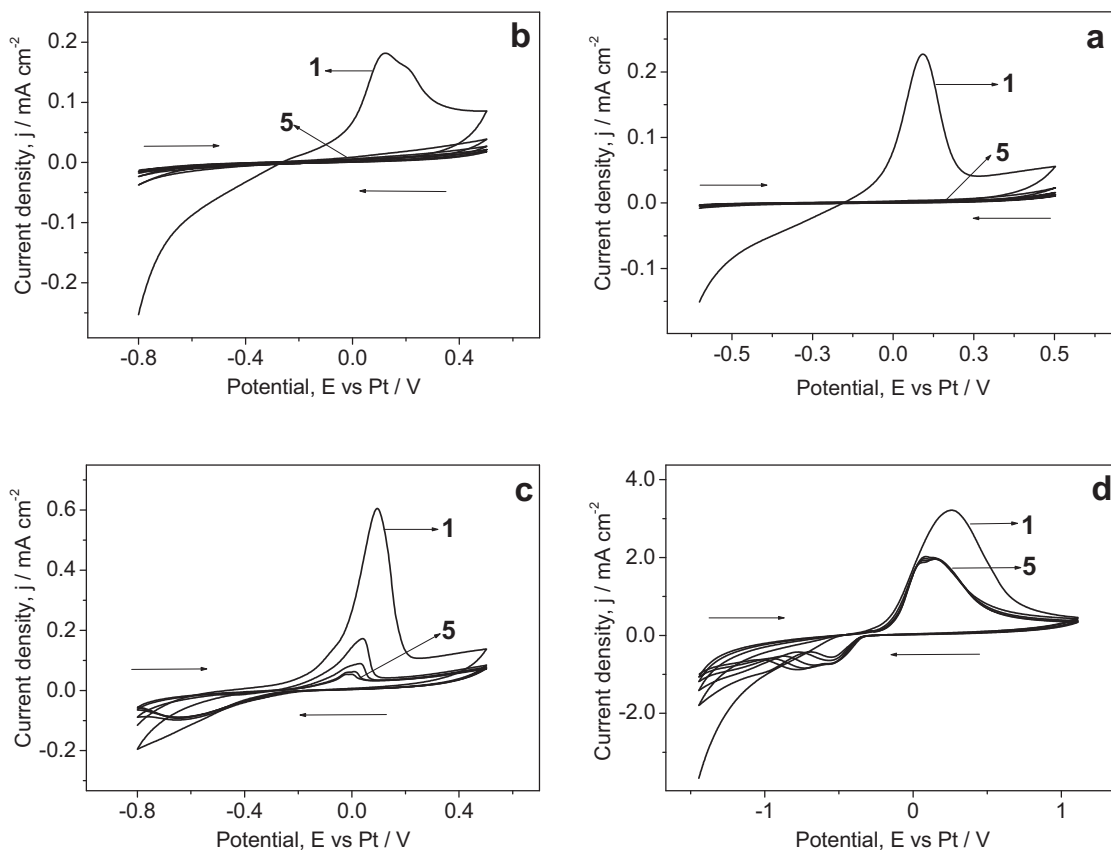 b
Current density, j / mA cm⁻²
0.2
0.1
0.0
-0.1
-0.2
1
5
-0.8 -0.4 0.0 0.4
Potential, E vs Pt / V
a
Current density, j / mA cm⁻²
0.2
0.1
0.0
-0.1
1
5
-0.5 -0.3 0.0 0.3 0.5
Potential, E vs Pt / V
c
Current density, j / mA cm⁻²
0.6
0.4
0.2
0.0
-0.2
1
5
-0.8 -0.4 0.0 0.4
Potential, E vs Pt / V
d
Current density, j / mA cm⁻²
4.0
2.0
0.0
-2.0
1
5
-1 0 1
Potential, E vs Pt / V